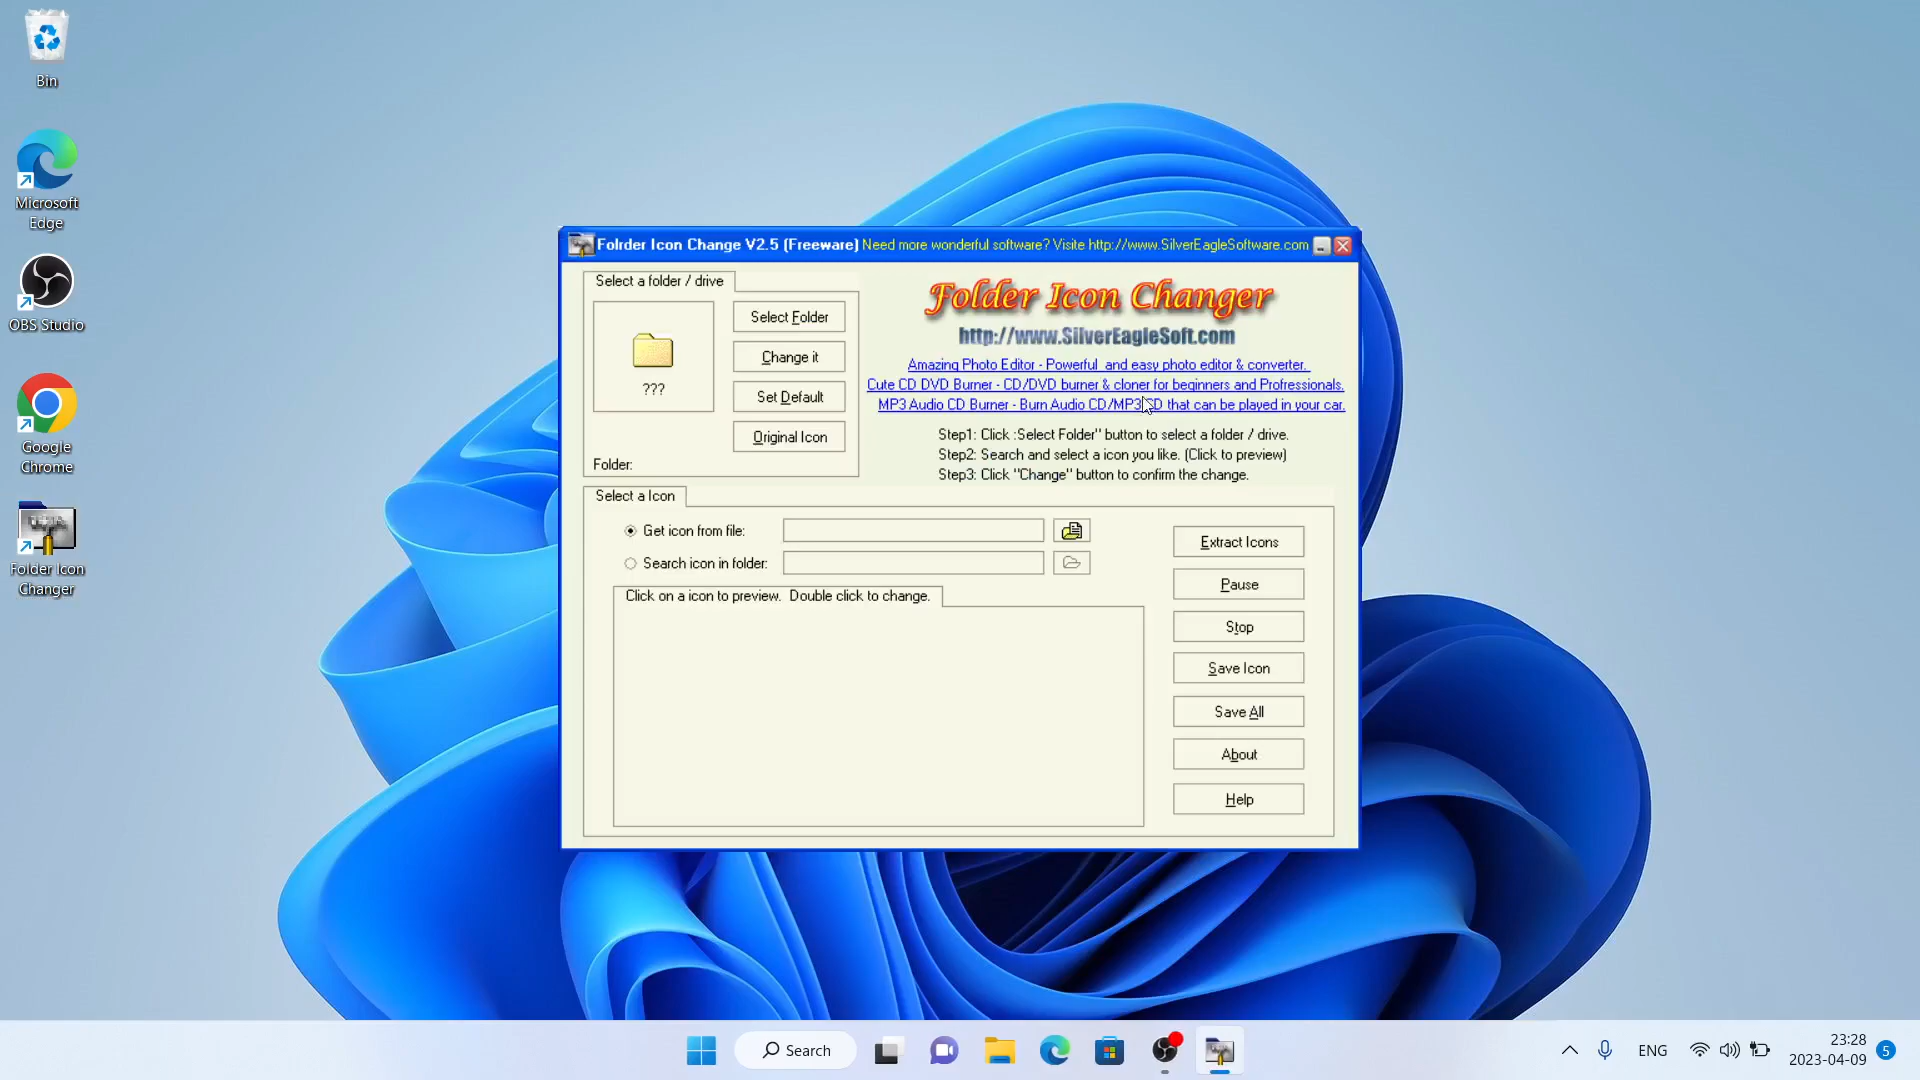 Bin
Microsoft
Edge
OBS Studio
Google
Chrome
Folder Icon
Changer
Folrder Icon Change V2.5 (Freeware) Need more wonderful software? Visite http://www.SilverEagleSoftware.com
Select a folder / drive
???
Folder:
Select Folder
Change it
Set Default
Original Icon
Folder Icon Changer
http://www.SilverEagleSoft.com
Amazing Photo Editor - Powerful and easy photo editor & converter.
Cute CD DVD Burner - CD/DVD burner & cloner for beginners and Profressionals.
MP3 Audio CD Burner - Burn Audio CD/MP3 CD that can be played in your car.
Step1: Click :Select Folder" button to select a folder / drive.
Step2: Search and select a icon you like. (Click to preview)
Step3: Click "Change" button to confirm the change.
Select a Icon
Get icon from file:
Search icon in folder:
Click on a icon to preview. Double click to change.
Extract Icons
Pause
Stop
Save Icon
Save All
About
Help
Search
ENG
23:28
2023-04-09
5